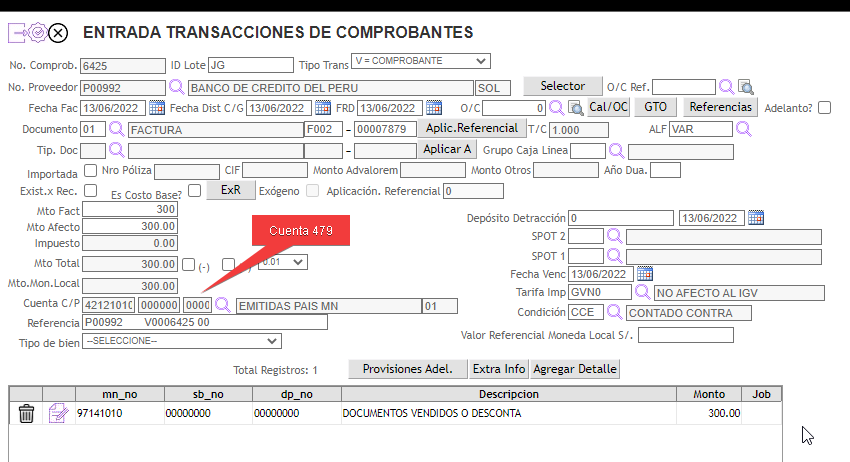 ENTRADA TRANSACCIONES DE COMPROBANTES
No. Comprob. 6425 ID Lote JG Tipo Trans V = COMPROBANTE
No. Proveedor P00992 BANCO DE CREDITO DEL PERU SOL Selector O/C Ref.
Fecha Fac 13/06/2022 Fecha Dist C/G 13/06/2022 FRD 13/06/2022 O/C 0 Cal/OC GTO Referencias Adelanto?
Documento 01 FACTURA F002 - 00007879 Aplic.Referencial T/C 1.000 ALF VAR
Tip. Doc - Aplicar A Grupo Caja Linea
Importada Nro Póliza CIF Monto Advalorem Monto Otros Año Dua.
Exist.x Rec. Es Costo Base? ExR Exógeno Aplicación. Referencial 0
Mto Fact 300
Depósito Detracción 0 13/06/2022
Mto Afecto 300.00
Cuenta 479
SPOT 2
Impuesto 0.00
SPOT 1
Mto Total 300.00 (-) 0.01
Fecha Venc 13/06/2022
Mto.Mon.Local 300.00
Tarifa Imp GVN0 NO AFECTO AL IGV
Cuenta C/P 42121010 000000 0000 EMITIDAS PAIS MN 01
Condición CCE CONTADO CONTRA
Referencia P00992 V0006425 00
Valor Referencial Moneda Local S/.
Tipo de bien --SELECCIONE--
Total Registros: 1 Provisiones Adel. Extra Info Agregar Detalle
mn_no sb_no dp_no Descripcion Monto Job
97141010 00000000 00000000 DOCUMENTOS VENDIDOS O DESCONTA 300.00